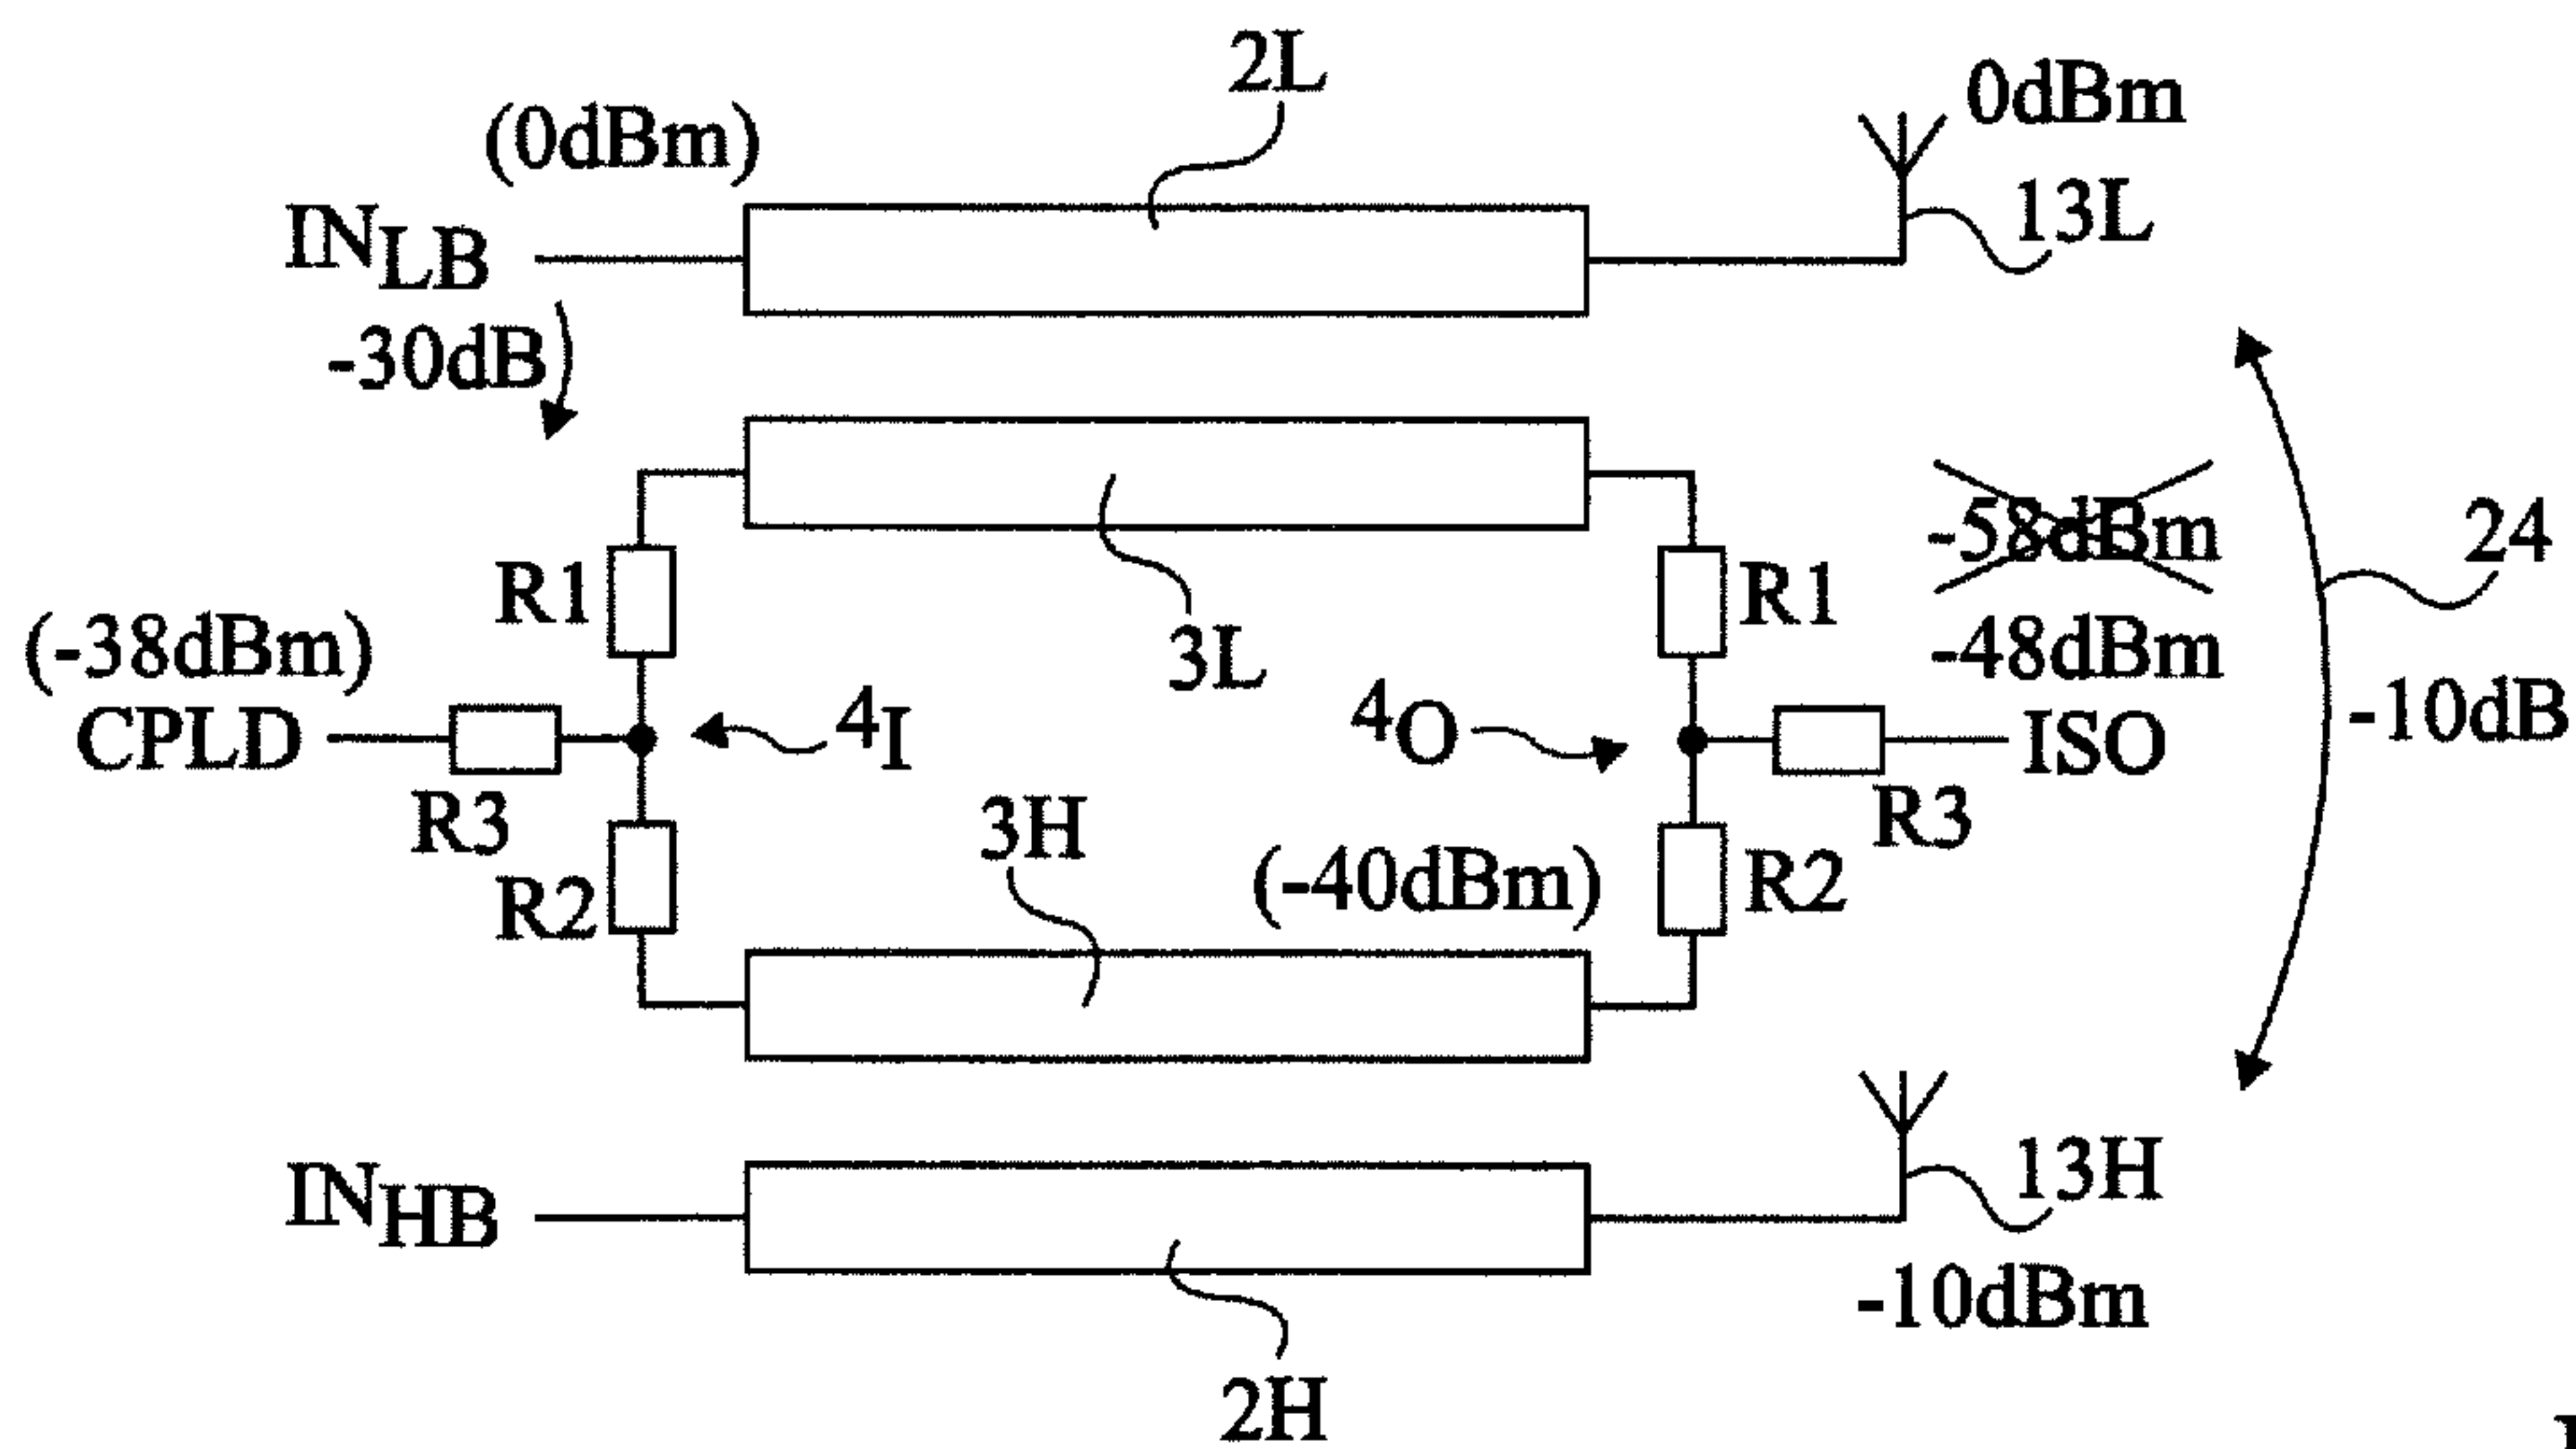 2L
(0dBm)
0dBm
IN_LB
13L
-30dB
-58dBm
24
R1
R1
3L
(-38dBm)
-48dBm
CPLD
4_I
4_O
ISO
-10dB
R3
R3
3H
(-40dBm)
R2
R2
IN_HB
13H
-10dBm
2H